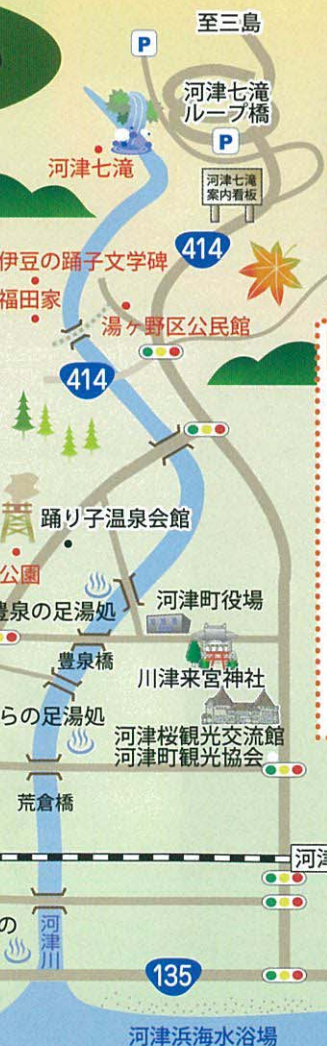 至三島
P
河津七滝
ループ橋
P
河津七滝
河津七滝
案内看板
414
伊豆の踊子文学碑
福田家
湯ヶ野区公民館
414
踊り子温泉会館
公園
豊泉の足湯処
河津町役場
豊泉橋
川津来宮神社
らの足湯処
河津桜観光交流館
河津町観光協会
荒倉橋
河津
の
河津川
135
河津浜海水浴場